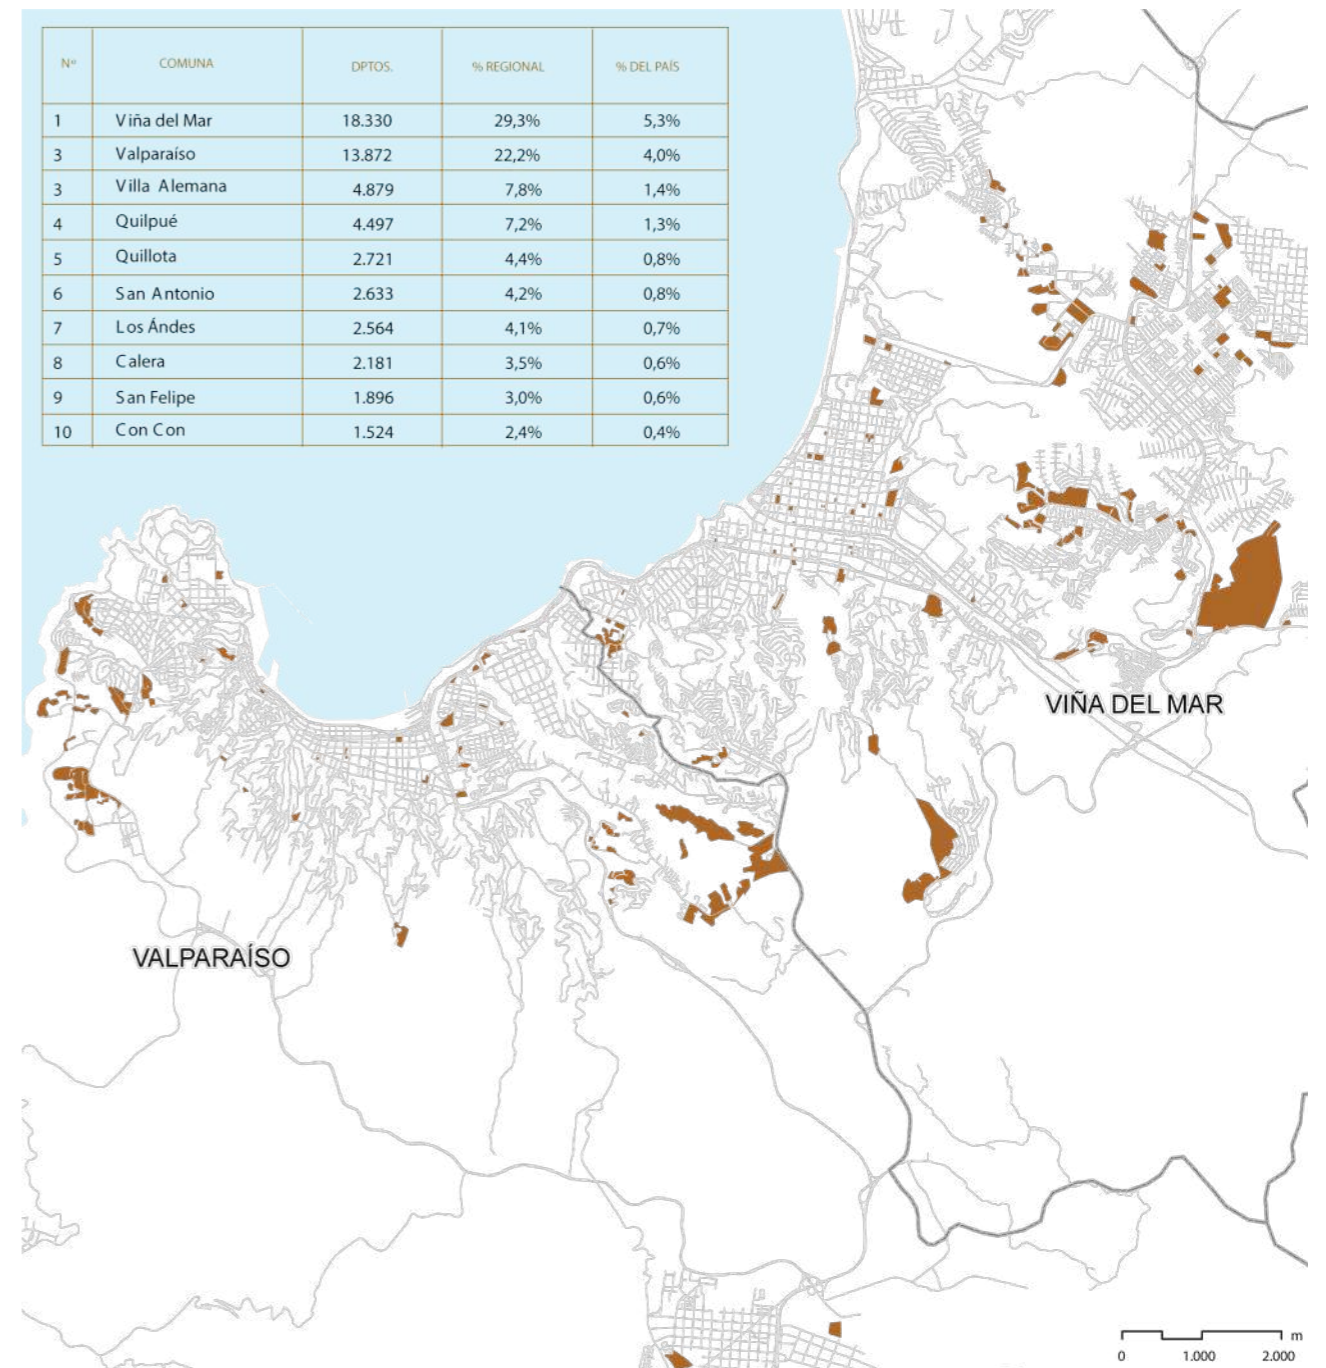 Nº COMUNA DPTOS. % REGIONAL % DEL PAÍS
1 Viña del Mar 18.330 29,3% 5,3%
3 Valparaíso 13.872 22,2% 4,0%
3 Villa Alemana 4.879 7,8% 1,4%
4 Quilpué 4.497 7,2% 1,3%
5 Quillota 2.721 4,4% 0,8%
6 San Antonio 2.633 4,2% 0,8%
7 Los Ándes 2.564 4,1% 0,7%
8 Calera 2.181 3,5% 0,6%
9 San Felipe 1.896 3,0% 0,6%
10 Con Con 1.524 2,4% 0,4%
VIÑA DEL MAR
VALPARAÍSO
m
0 1.000 2.000